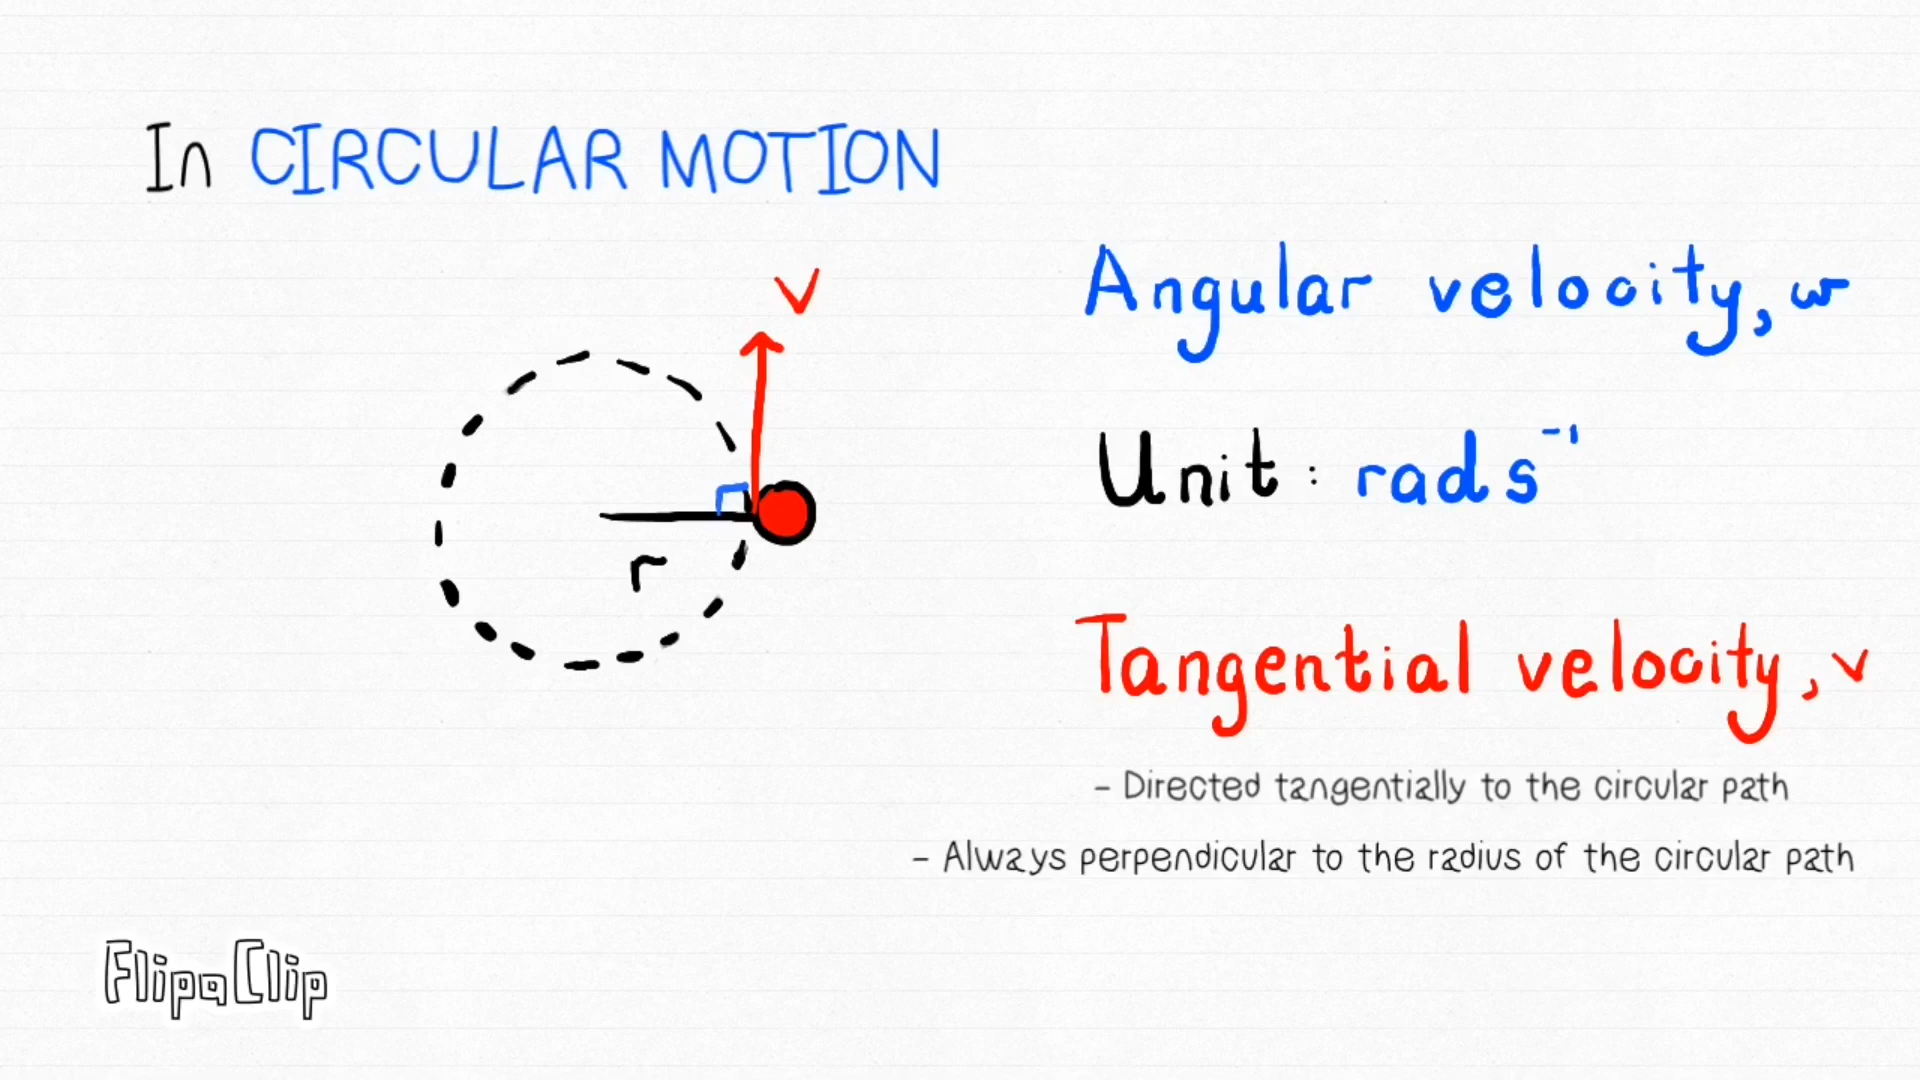 In CIRCULAR MOTION
v
r
Angular velocity, ω
Unit: rad s⁻¹
Tangential velocity, v
- Directed tangentially to the circular path
- Always perpendicular to the radius of the circular path
FlipaClip